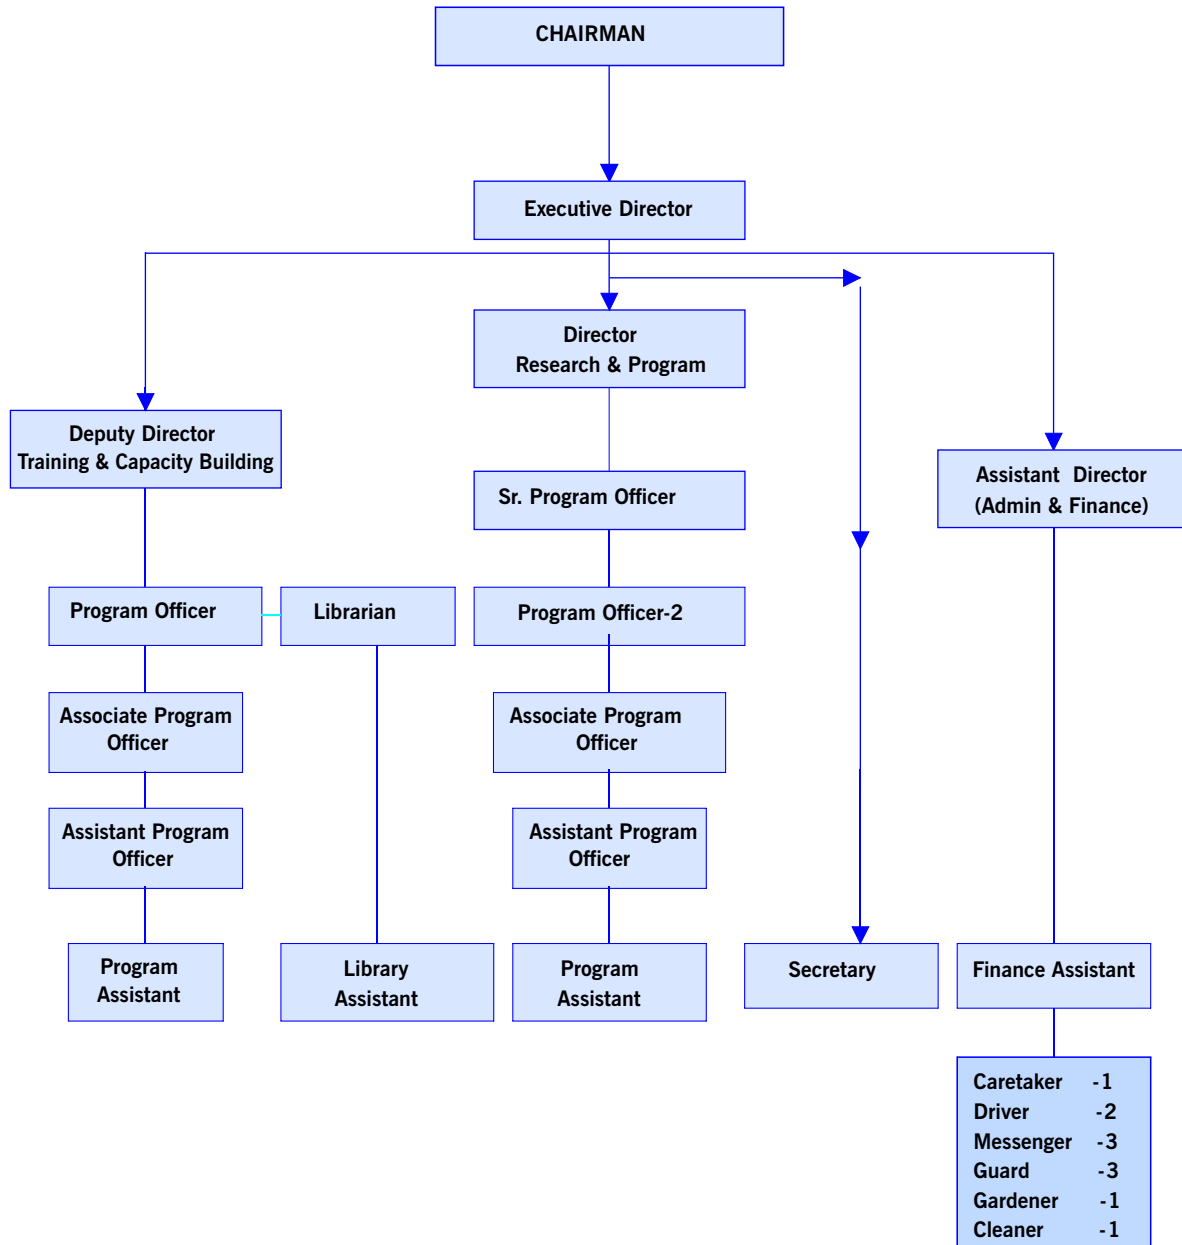 CHAIRMAN
Executive Director
Director
Research & Program
Deputy Director
Training & Capacity Building
Assistant Director
(Admin & Finance)
Sr. Program Officer
Program Officer
Librarian
Program Officer-2
Associate Program
Officer
Associate Program
Officer
Assistant Program
Officer
Assistant Program
Officer
Program
Assistant
Library
Assistant
Program
Assistant
Secretary
Finance Assistant
Caretaker -1
Driver -2
Messenger -3
Guard -3
Gardener -1
Cleaner -1